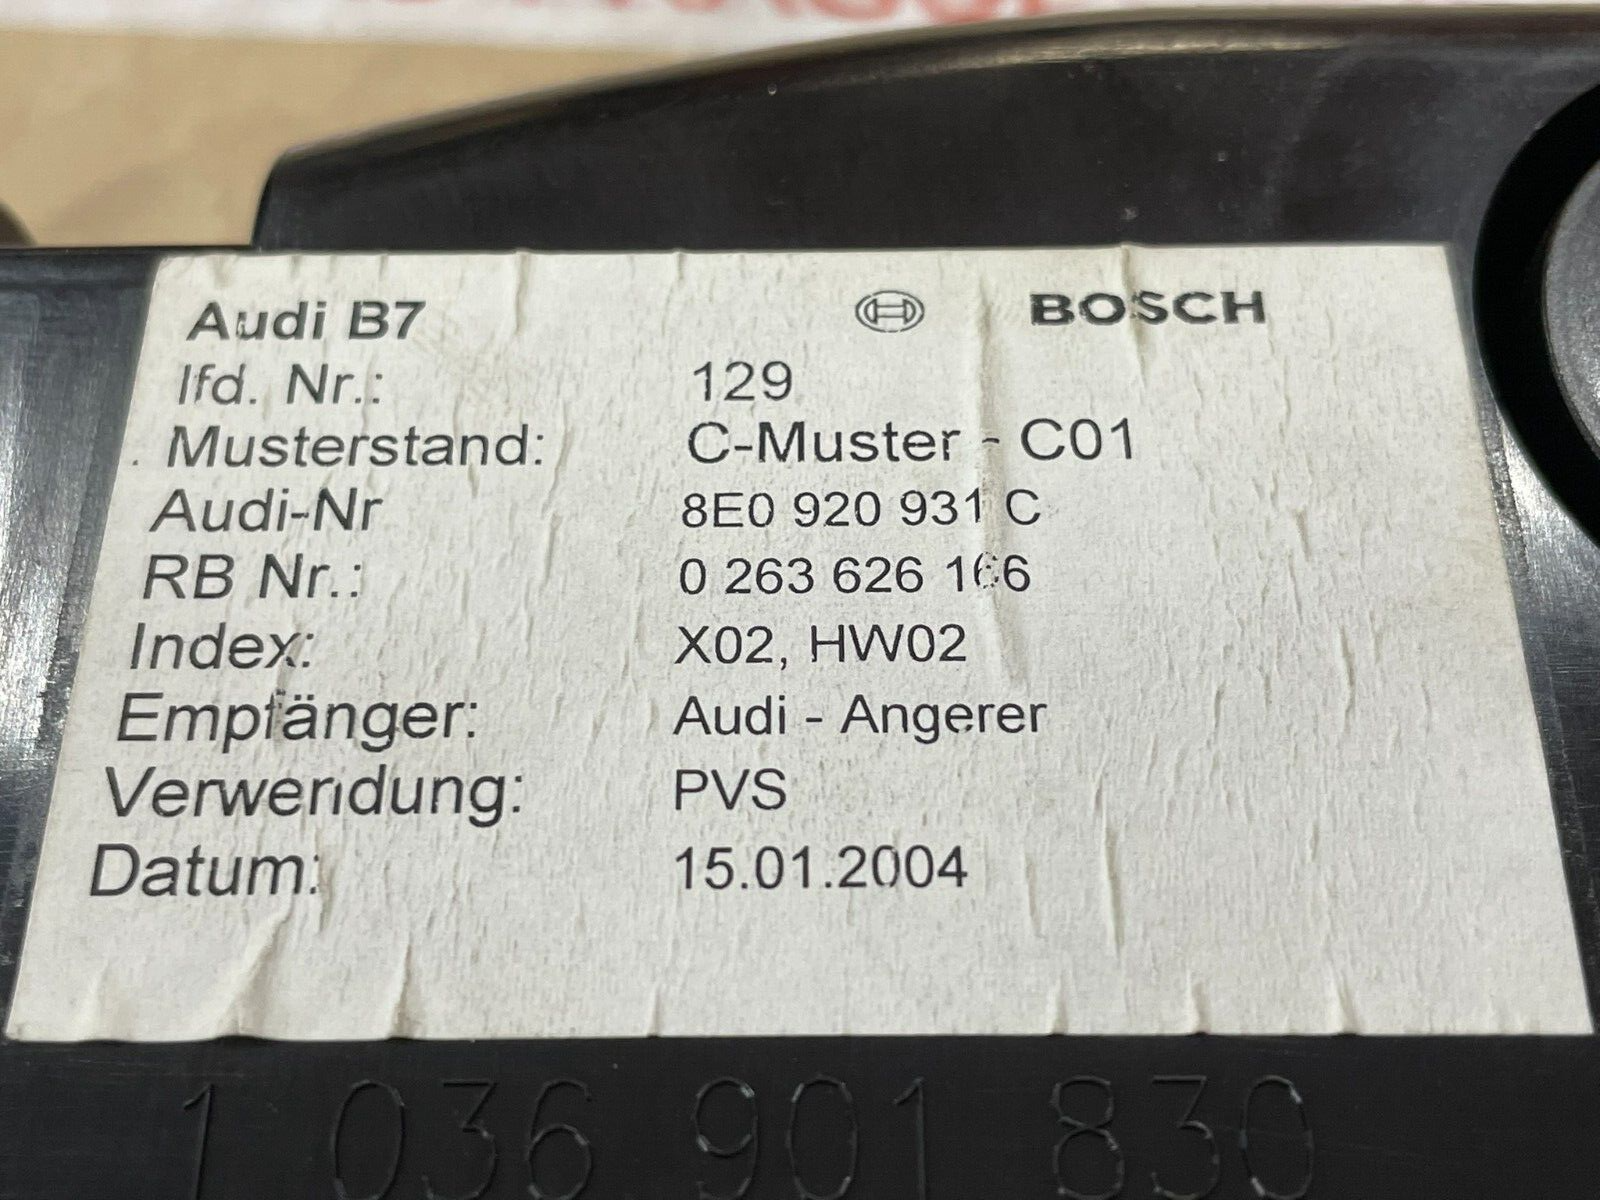 Audi B7 BOSCH
lfd. Nr.: 129
Musterstand: C-Muster - C01
Audi-Nr 8E0 920 931 C
RB Nr.: 0 263 626 166
Index: X02, HW02
Empfänger: Audi - Angerer
Verwendung: PVS
Datum: 15.01.2004
1 036 901 830